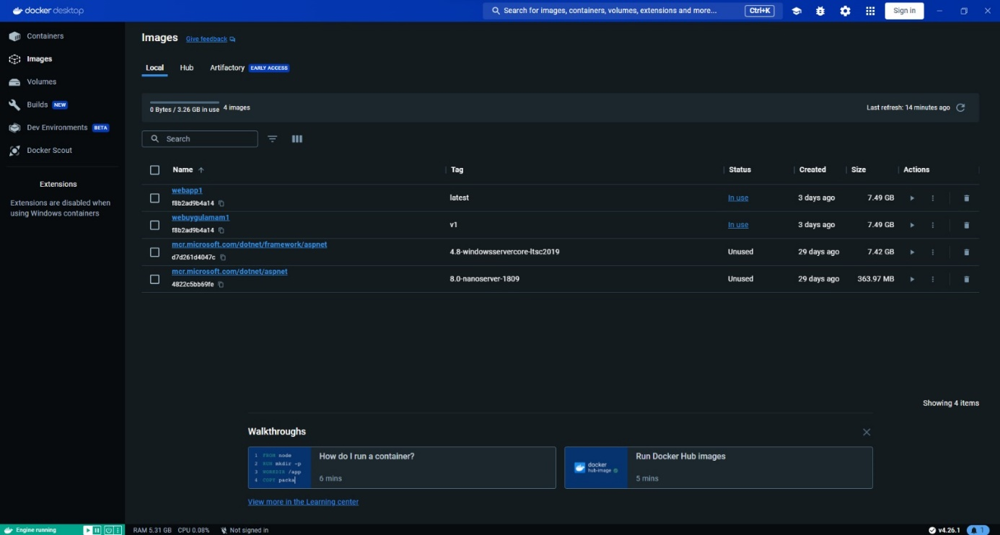 docker desktop
Search for images, containers, volumes, extensions and more... Ctrl+K
Sign in
Containers
Images
Volumes
Builds NEW
Dev Environments BETA
Docker Scout
Extensions
Extensions are disabled when
using Windows containers
Images Give feedback
Local Hub Artifactory EARLY ACCESS
0 Bytes / 3.26 GB in use 4 images
Last refresh: 14 minutes ago
Search
Name Tag Status Created Size Actions
webapp1
f8b2ad9b4a14
latest In use 3 days ago 7.49 GB
webuygulamam1
f8b2ad9b4a14
v1 In use 3 days ago 7.49 GB
mcr.microsoft.com/dotnet/framework/aspnet
d7d261d4047c
4.8-windowsservercore-ltsc2019 Unused 29 days ago 7.42 GB
mcr.microsoft.com/dotnet/aspnet
4822c5bb69fe
8.0-nanoserver-1809 Unused 29 days ago 363.97 MB
Showing 4 items
Walkthroughs
1 FROM node
2 RUN mkdir -p
3 WORKDIR /app
4 COPY packa
How do I run a container?
6 mins
docker
hub-image
Run Docker Hub images
5 mins
View more in the Learning center
Engine running
RAM 5.31 GB CPU 0.08% Not signed in
v4.26.1 1